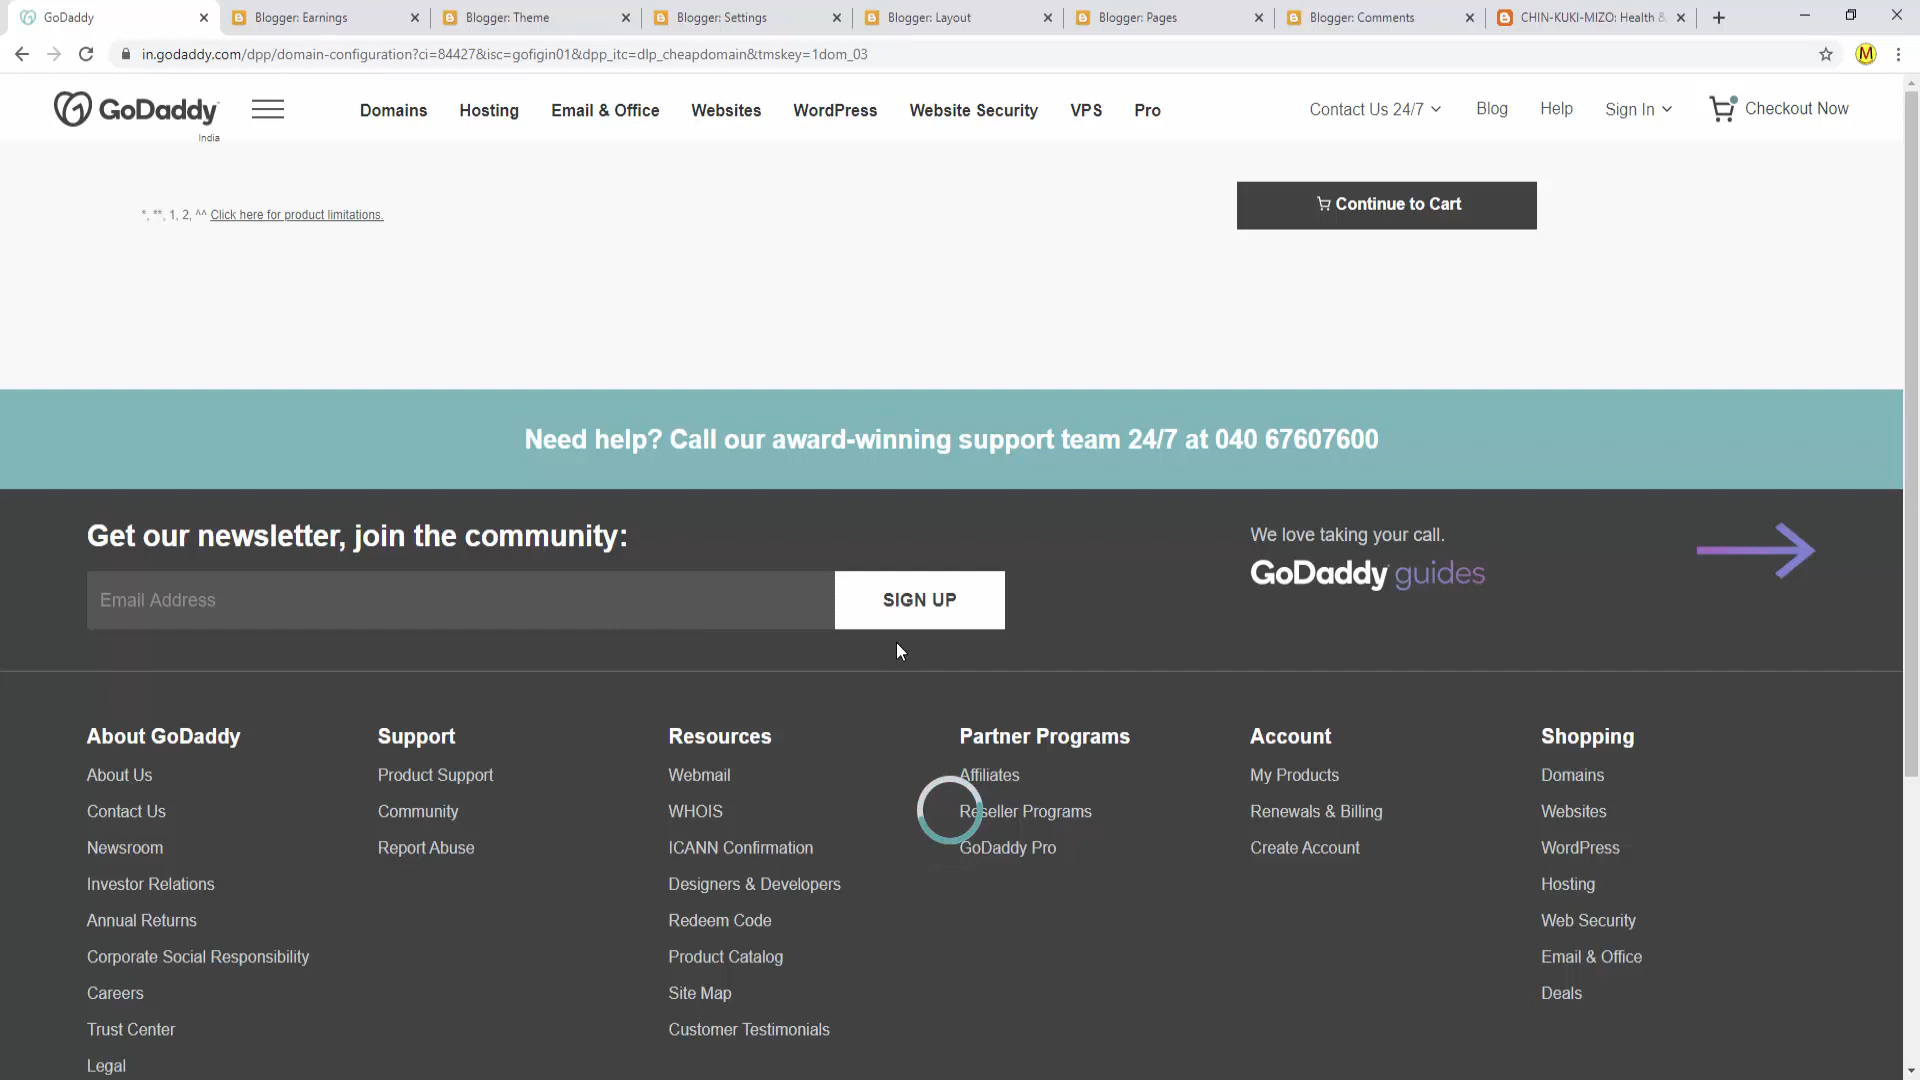 GoDaddy
Blogger: Earnings
Blogger: Theme
Blogger: Settings
Blogger: Layout
Blogger: Pages
Blogger: Comments
CHIN-KUKI-MIZO: Health &
in.godaddy.com/dpp/domain-configuration?ci=84427&isc=gofigin01&dpp_itc=dlp_cheapdomain&tmskey=1dom_03
M
GoDaddy
India
Domains
Hosting
Email & Office
Websites
WordPress
Website Security
VPS
Pro
Contact Us 24/7
Blog
Help
Sign In
Checkout Now
*, **, 1, 2, ^^ Click here for product limitations.
Continue to Cart
Need help? Call our award-winning support team 24/7 at 040 67607600
Get our newsletter, join the community:
Email Address
SIGN UP
We love taking your call.
GoDaddy guides
About GoDaddy
About Us
Contact Us
Newsroom
Investor Relations
Annual Returns
Corporate Social Responsibility
Careers
Trust Center
Legal
Support
Product Support
Community
Report Abuse
Resources
Webmail
WHOIS
ICANN Confirmation
Designers & Developers
Redeem Code
Product Catalog
Site Map
Customer Testimonials
Partner Programs
Affiliates
Reseller Programs
GoDaddy Pro
Account
My Products
Renewals & Billing
Create Account
Shopping
Domains
Websites
WordPress
Hosting
Web Security
Email & Office
Deals